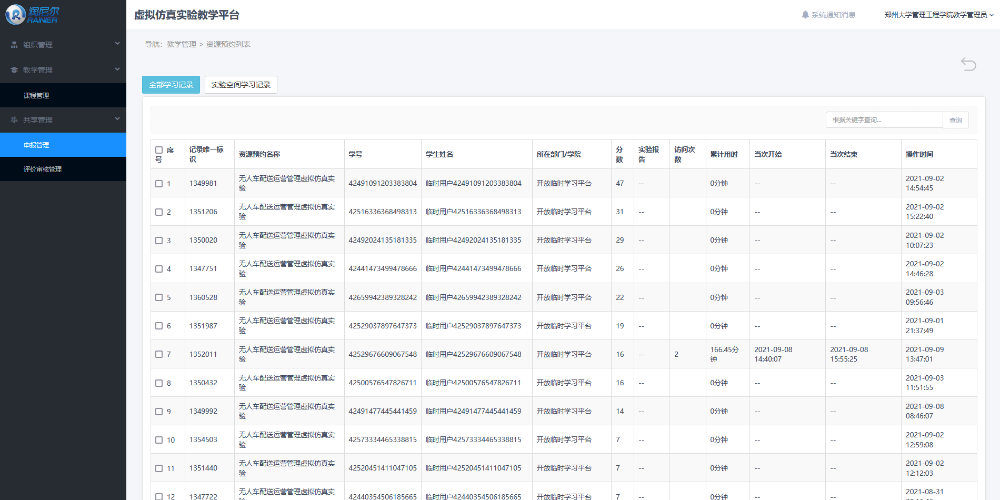 润尼尔
RAINIER
虚拟仿真实验教学平台
系统通知消息
郑州大学管理工程学院教学管理员
组织管理
教学管理
课程管理
共享管理
申报管理
评价审核管理
导航：教学管理 > 资源预约列表
全部学习记录
实验空间学习记录
根据关键字查询...
查询
序号 记录唯一标识 资源预约名称 学号 学生姓名 所在部门/学院 分数 实验报告 访问次数 累计用时 当次开始 当次结束 操作时间
1 1349981 无人车配送运营管理虚拟仿真实验 42491091203383804 临时用户42491091203383804 开放临时学习平台 47 -- 0分钟 -- -- 2021-09-02 14:54:45
2 1351206 无人车配送运营管理虚拟仿真实验 42516336368498313 临时用户42516336368498313 开放临时学习平台 31 -- 0分钟 -- -- 2021-09-02 15:22:40
3 1350020 无人车配送运营管理虚拟仿真实验 42492024135181335 临时用户42492024135181335 开放临时学习平台 29 -- 0分钟 -- -- 2021-09-02 10:07:23
4 1347751 无人车配送运营管理虚拟仿真实验 42441473499478666 临时用户42441473499478666 开放临时学习平台 26 -- 0分钟 -- -- 2021-09-02 14:46:28
5 1360528 无人车配送运营管理虚拟仿真实验 42659942389328242 临时用户42659942389328242 开放临时学习平台 22 -- 0分钟 -- -- 2021-09-03 09:56:46
6 1351987 无人车配送运营管理虚拟仿真实验 42529037897647373 临时用户42529037897647373 开放临时学习平台 19 -- 0分钟 -- -- 2021-09-01 21:37:49
7 1352011 无人车配送运营管理虚拟仿真实验 42529676609067548 临时用户42529676609067548 开放临时学习平台 16 -- 2 166.45分钟 2021-09-08 14:40:07 2021-09-08 15:55:25 2021-09-09 13:47:01
8 1350432 无人车配送运营管理虚拟仿真实验 42500576547826711 临时用户42500576547826711 开放临时学习平台 16 -- 0分钟 -- -- 2021-09-03 11:51:55
9 1349992 无人车配送运营管理虚拟仿真实验 42491477445441459 临时用户42491477445441459 开放临时学习平台 14 -- 0分钟 -- -- 2021-09-08 08:46:07
10 1354503 无人车配送运营管理虚拟仿真实验 42573334465338815 临时用户42573334465338815 开放临时学习平台 7 -- 0分钟 -- -- 2021-09-02 12:59:08
11 1351440 无人车配送运营管理虚拟仿真实验 42520451411047105 临时用户42520451411047105 开放临时学习平台 7 -- 0分钟 -- -- 2021-09-02 12:12:03
12 1347722 无人车配送运营管理虚拟仿真实 42440354506185665 临时用户42440354506185665 开放临时学习平台 7 -- 0分钟 -- -- 2021-08-31